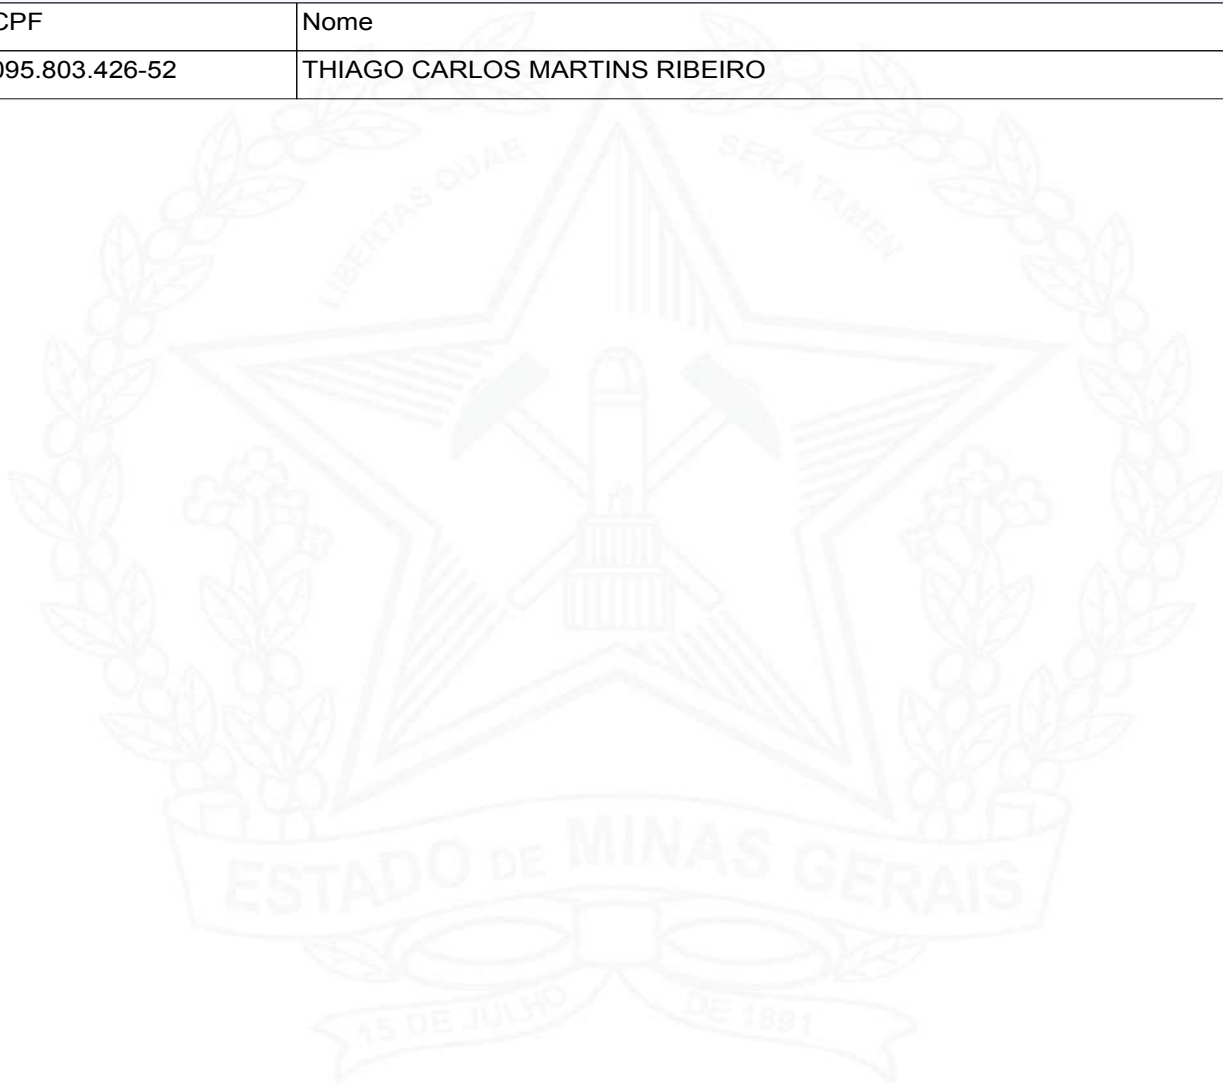 CPF Nome
095.803.426-52 THIAGO CARLOS MARTINS RIBEIRO
LIBERTAS QUAE SERA TAMEN
ESTADO DE MINAS GERAIS
15 DE JULHO DE 1891